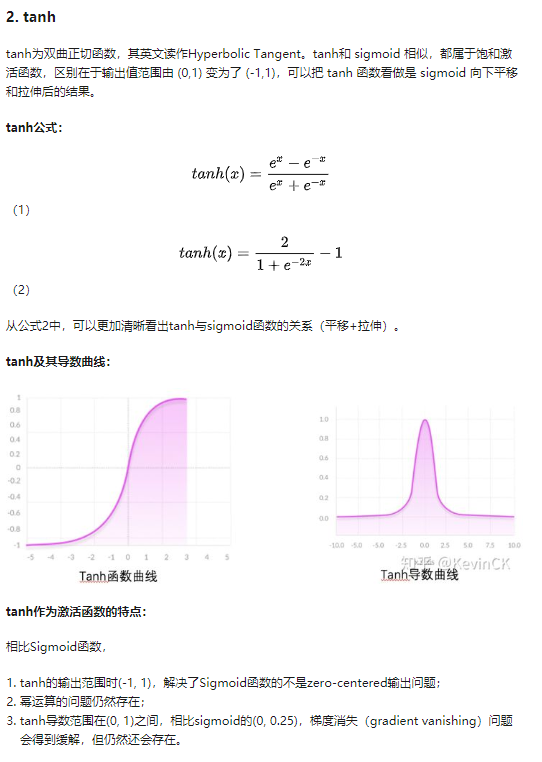 2. tanh
tanh为双曲正切函数，其英文读作Hyperbolic Tangent。tanh和 sigmoid 相似，都属于饱和激
活函数，区别在于输出值范围由 (0,1) 变为了 (-1,1)，可以把 tanh 函数看做是 sigmoid 向下平移
和拉伸后的结果。
tanh公式：
tanh(x) = \frac{e^x - e^{-x}}{e^x + e^{-x}}
（1）
tanh(x) = \frac{2}{1 + e^{-2x}} - 1
（2）
从公式2中，可以更加清晰看出tanh与sigmoid函数的关系（平移+拉伸）。
tanh及其导数曲线：
1
0.8
0.6
0.4
0.2
0
-0.2
-0.4
-0.6
-0.8
-1
-5 -4 -3 -2 -1 0 1 2 3 4 5
Tanh函数曲线
1.0
0.8
0.6
0.4
0.2
0.0
-10.0 -5.0 -5.0 -2.5 0.0 2.5 5.0 7.5 10.0
知乎 @KevinCK
Tanh导数曲线
tanh作为激活函数的特点：
相比Sigmoid函数，
1. tanh的输出范围时(-1, 1)，解决了Sigmoid函数的不是zero-centered输出问题；
2. 幂运算的问题仍然存在；
3. tanh导数范围在(0, 1)之间，相比sigmoid的(0, 0.25)，梯度消失（gradient vanishing）问题
会得到缓解，但仍然还会存在。